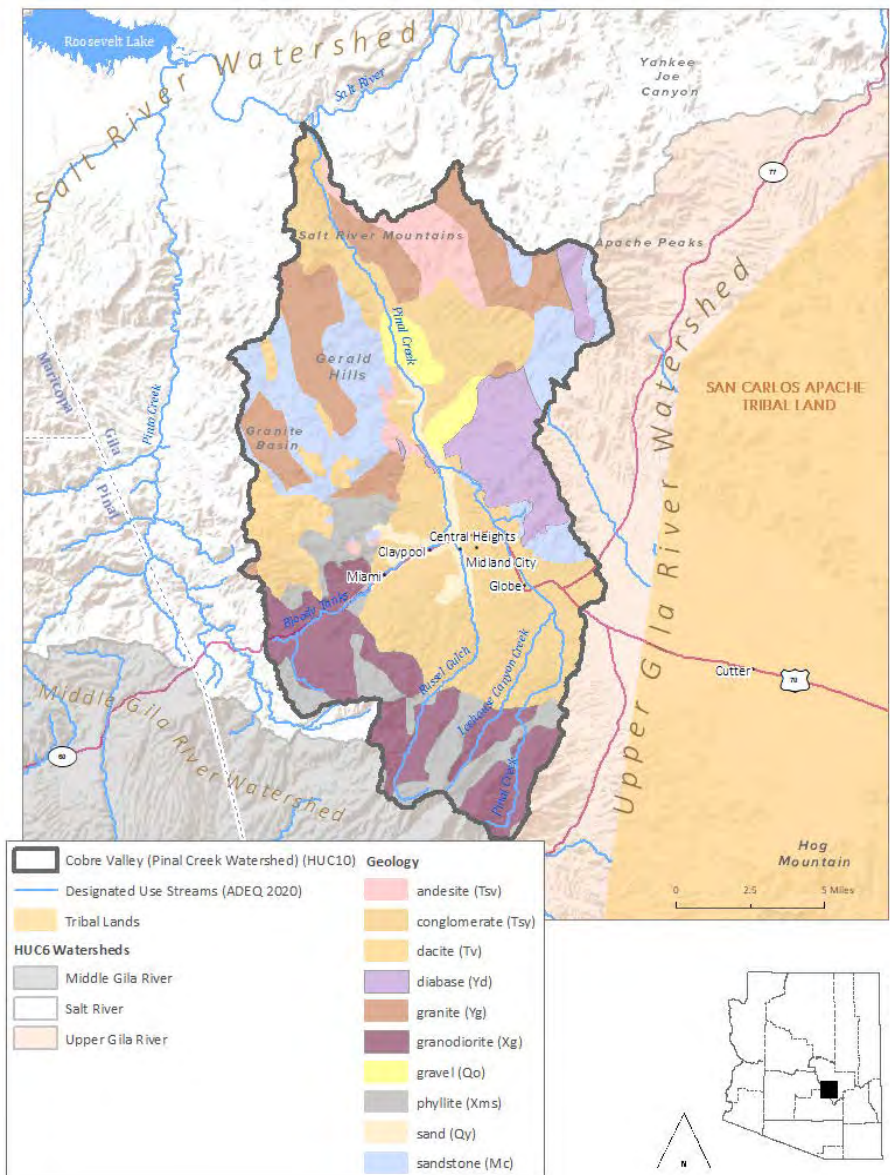 Roosevelt Lake
Salt River Watershed
Salt River
Yankee
Joe
Canyon
77
Salt River Mountains
Apache Peaks
Pinal Creek
Gerald
Hills
Granite
Basin
Maricopa
Gila
Pinal
Pinto Creek
SAN CARLOS APACHE
TRIBAL LAND
Upper Gila River Watershed
Central Heights
Claypool
Midland City
Miami
Globe
Bloody Tanks
Russel Gulch
Icehouse Canyon Creek
Pinal Creek
Cutter
70
60
Middle Gila River Watershed
Hog
Mountain
0 2.5 5 Miles
Cobre Valley (Pinal Creek Watershed) (HUC10)
Designated Use Streams (ADEQ 2020)
Tribal Lands
HUC6 Watersheds
Middle Gila River
Salt River
Upper Gila River
Geology
andesite (Tsv)
conglomerate (Tsy)
dacite (Tv)
diabase (Yd)
granite (Yg)
granodiorite (Xg)
gravel (Qo)
phyllite (Xms)
sand (Qy)
sandstone (Mc)
N